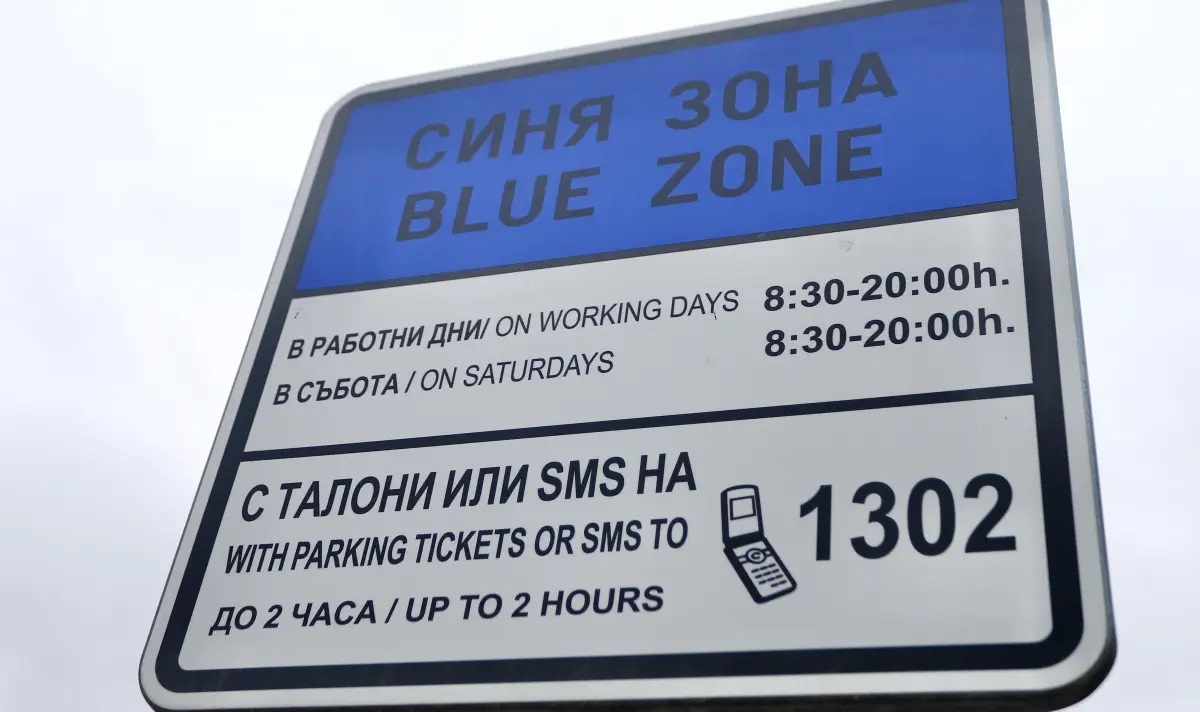 СИНЯ ЗОНА
BLUE ZONE
В РАБОТНИ ДНИ/ ON WORKING DAYS 8:30-20:00h.
В СЪБОТА / ON SATURDAYS 8:30-20:00h.
С ТАЛОНИ ИЛИ SMS НА
WITH PARKING TICKETS OR SMS TO
1302
ДО 2 ЧАСА / UP TO 2 HOURS